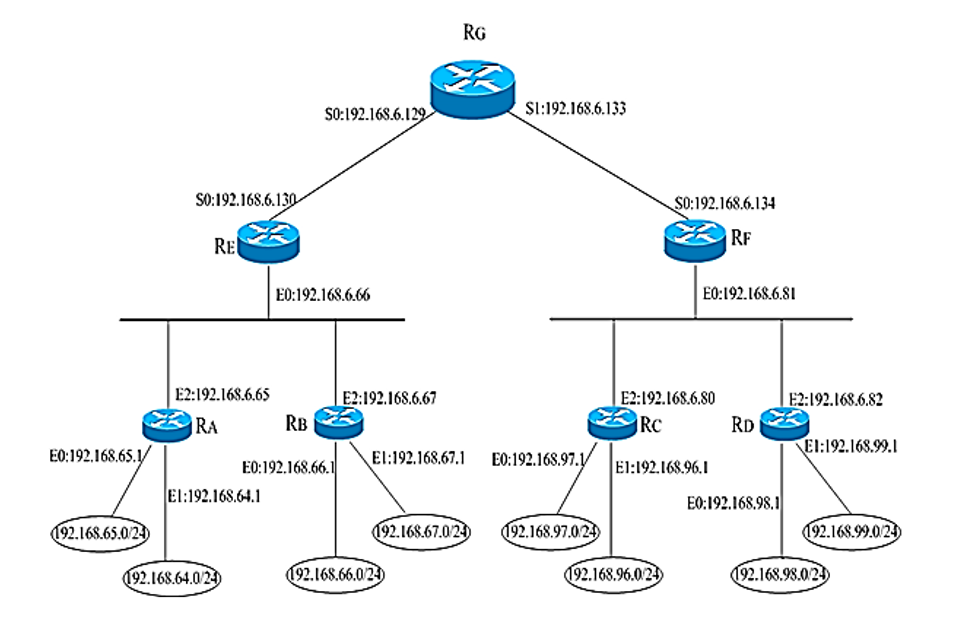 RG
S0:192.168.6.129
S1:192.168.6.133
S0:192.168.6.130
S0:192.168.6.134
RE
RF
E0:192.168.6.66
E0:192.168.6.81
E2:192.168.6.65
E2:192.168.6.67
E2:192.168.6.80
E2:192.168.6.82
RA
RB
RC
RD
E0:192.168.65.1
E0:192.168.66.1
E1:192.168.67.1
E0:192.168.97.1
E1:192.168.96.1
E1:192.168.99.1
E1:192.168.64.1
E0:192.168.98.1
192.168.65.0/24
192.168.67.0/24
192.168.97.0/24
192.168.99.0/24
192.168.64.0/24
192.168.66.0/24
192.168.96.0/24
192.168.98.0/24